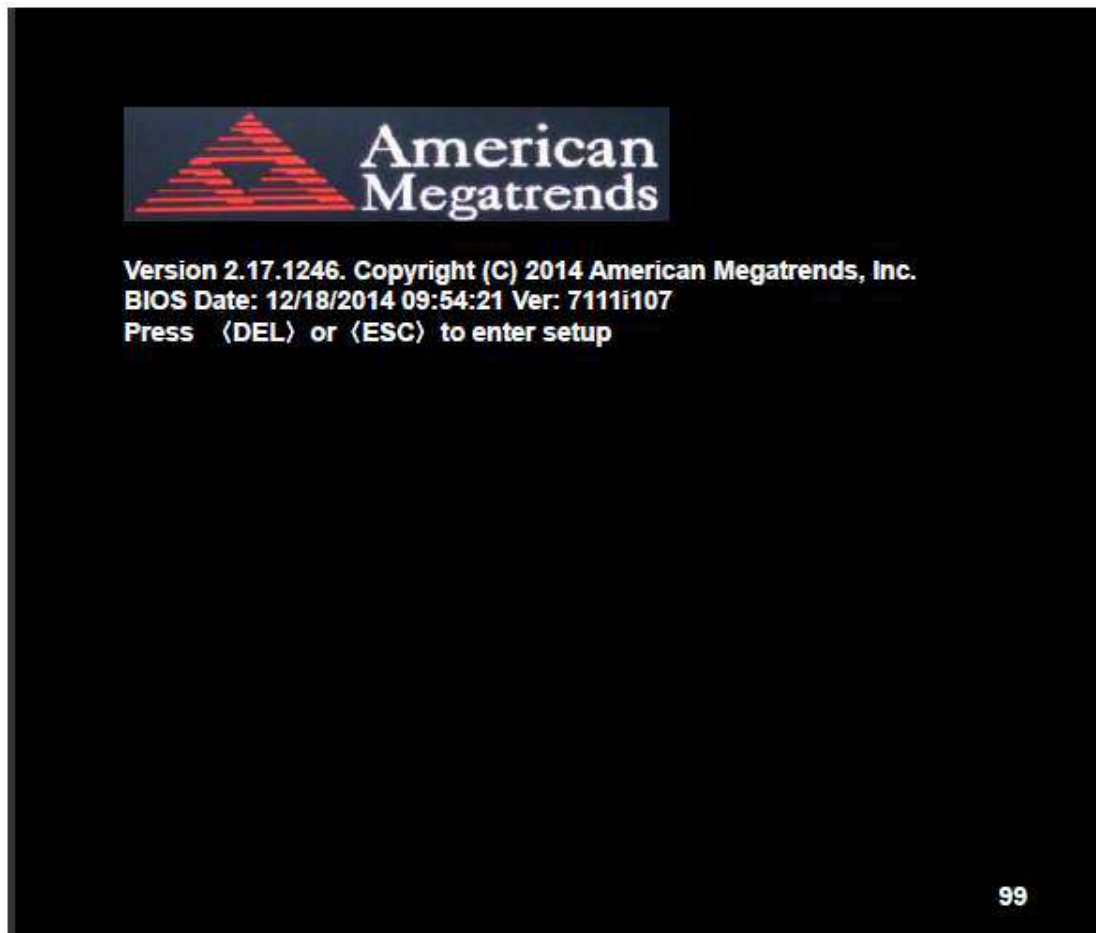 American
Megatrends
Version 2.17.1246. Copyright (C) 2014 American Megatrends, Inc.
BIOS Date: 12/18/2014 09:54:21 Ver: 7111i107
Press 〈DEL〉 or 〈ESC〉 to enter setup
99